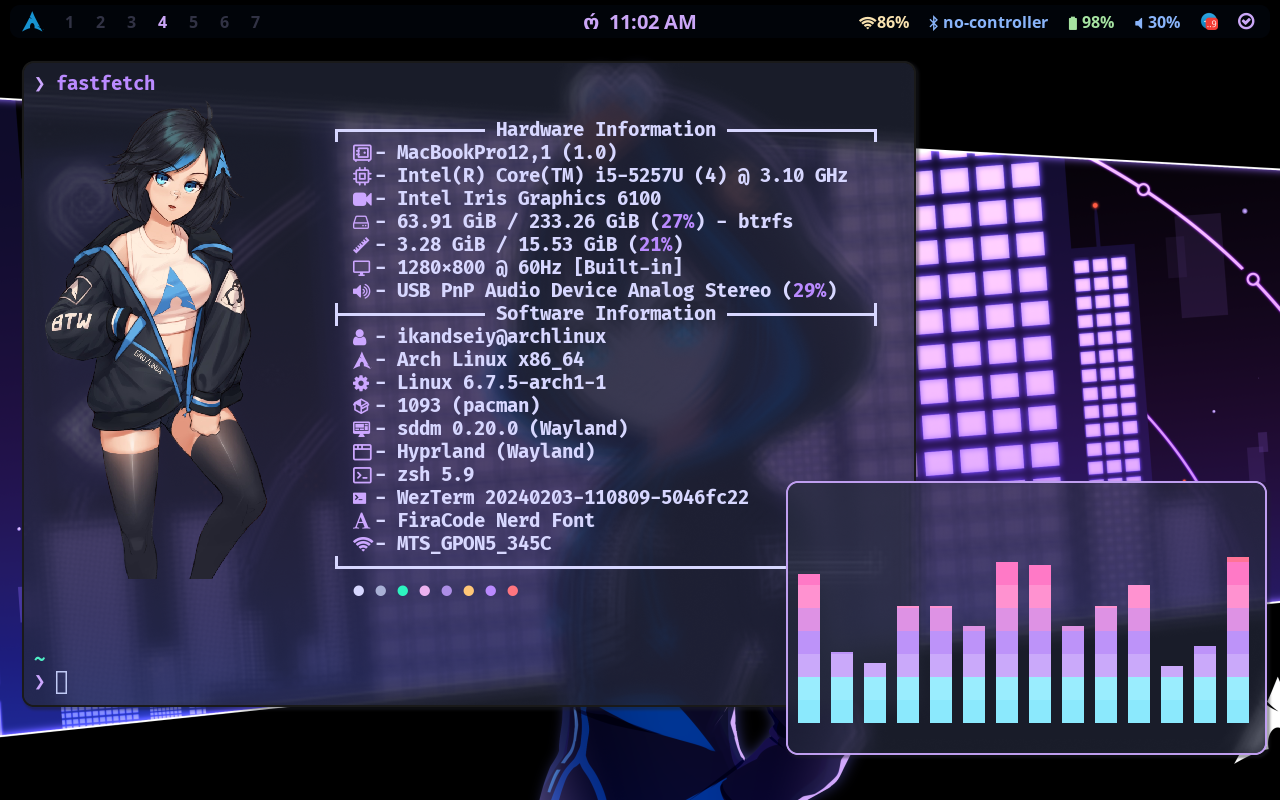 1 2 3 4 5 6 7
11:02 AM
86% no-controller 98% 30%
❯ fastfetch
Hardware Information
- MacBookPro12,1 (1.0)
- Intel(R) Core(TM) i5-5257U (4) @ 3.10 GHz
- Intel Iris Graphics 6100
- 63.91 GiB / 233.26 GiB (27%) - btrfs
- 3.28 GiB / 15.53 GiB (21%)
- 1280×800 @ 60Hz [Built-in]
- USB PnP Audio Device Analog Stereo (29%)
Software Information
- ikandseiy@archlinux
- Arch Linux x86_64
- Linux 6.7.5-arch1-1
- 1093 (pacman)
- sddm 0.20.0 (Wayland)
- Hyprland (Wayland)
- zsh 5.9
- WezTerm 20240203-110809-5046fc22
- FiraCode Nerd Font
- MTS_GPON5_345C
BTW
GNU/LINUX
~
❯